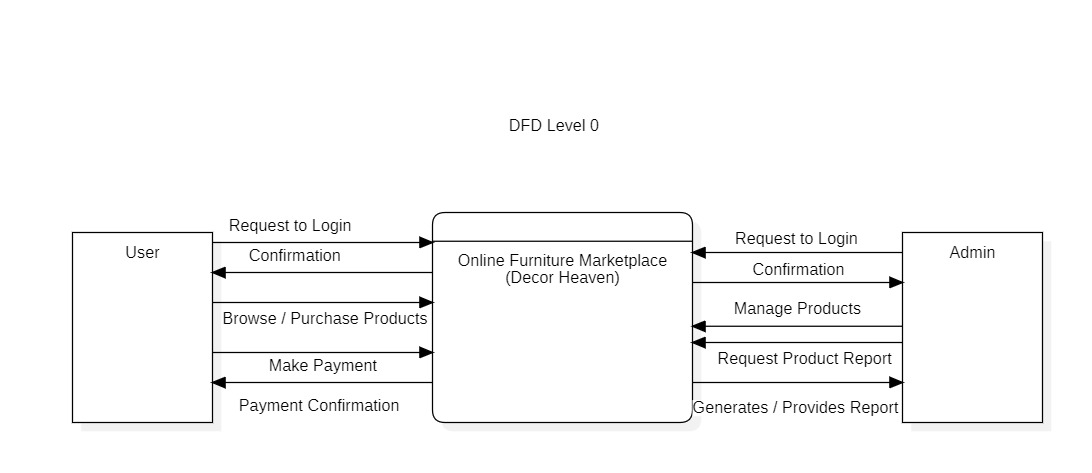 DFD Level 0
User
Request to Login
Confirmation
Browse / Purchase Products
Make Payment
Payment Confirmation
Online Furniture Marketplace
(Decor Heaven)
Request to Login
Confirmation
Manage Products
Request Product Report
Generates / Provides Report
Admin